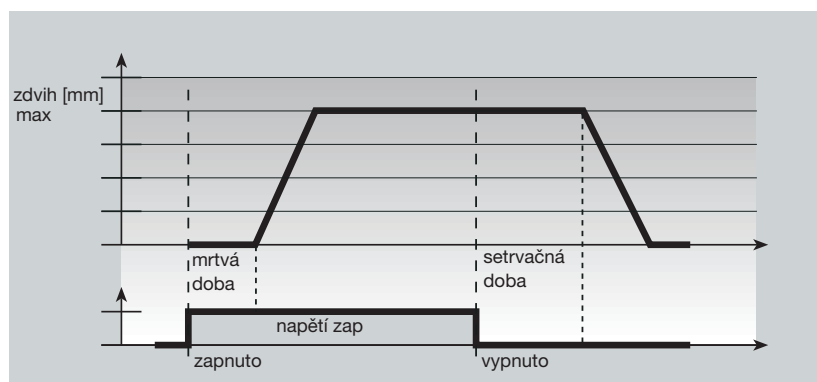 zdvih [mm]
max
mrtvá
doba
setrvačná
doba
napětí zap
zapnuto
vypnuto